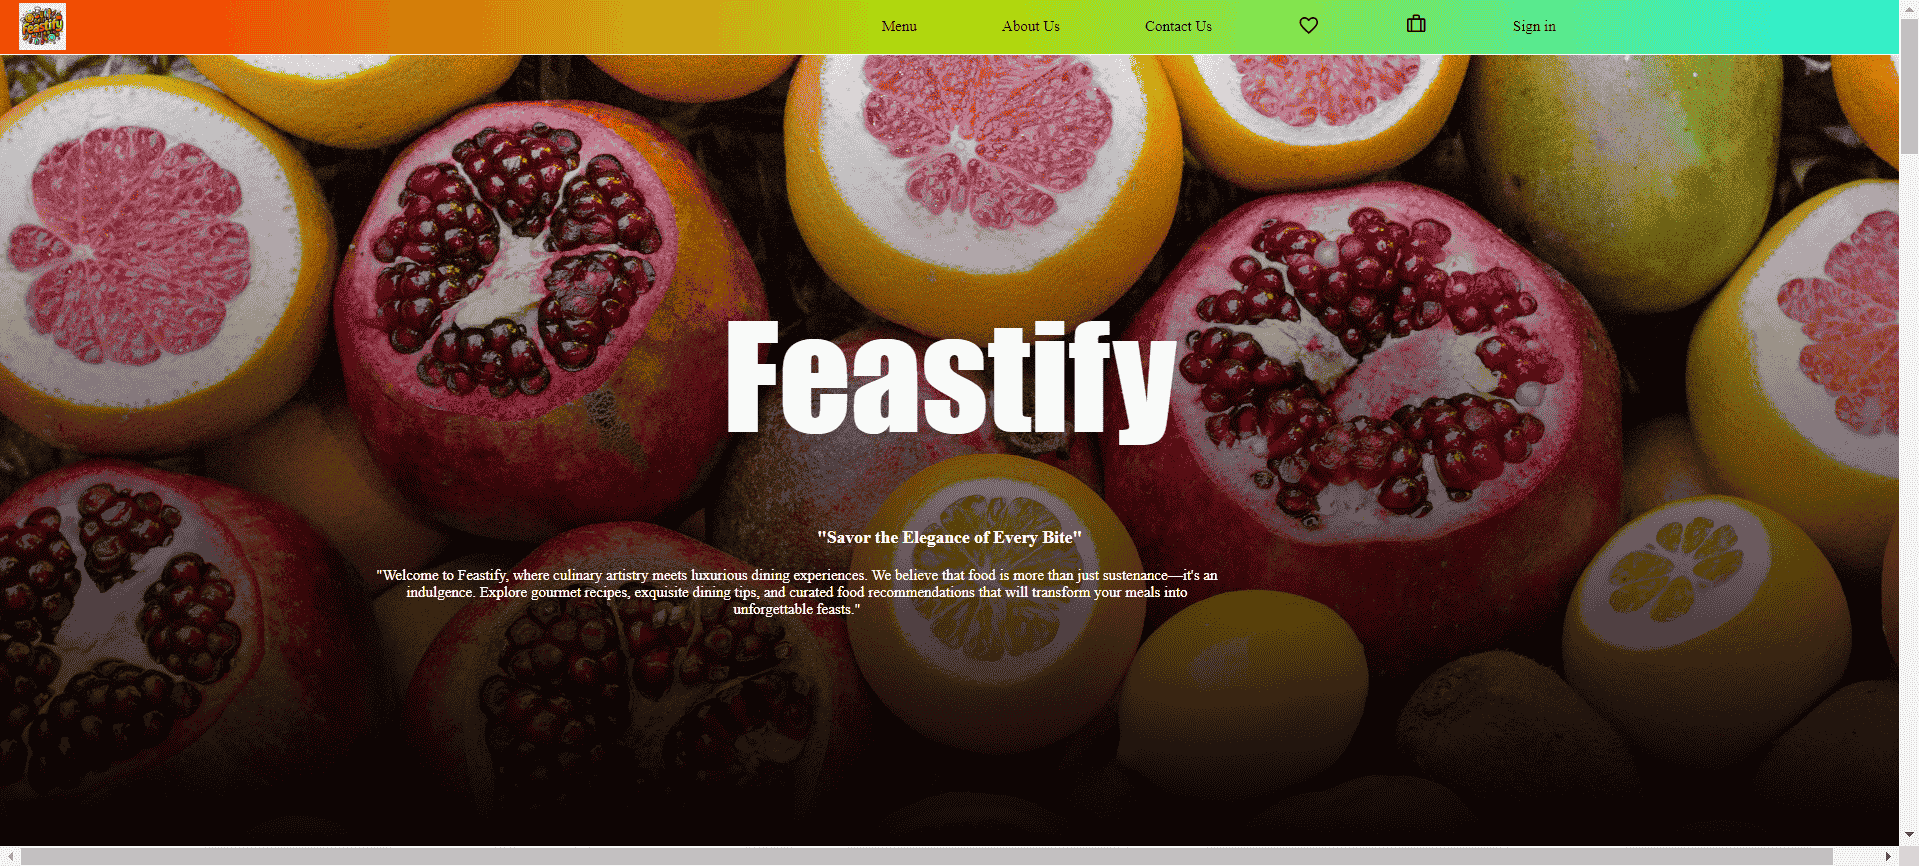 Feastify
Menu
About Us
Contact Us
Sign in
Feastify
"Savor the Elegance of Every Bite"
"Welcome to Feastify, where culinary artistry meets luxurious dining experiences. We believe that food is more than just sustenance—it's an
indulgence. Explore gourmet recipes, exquisite dining tips, and curated food recommendations that will transform your meals into
unforgettable feasts."